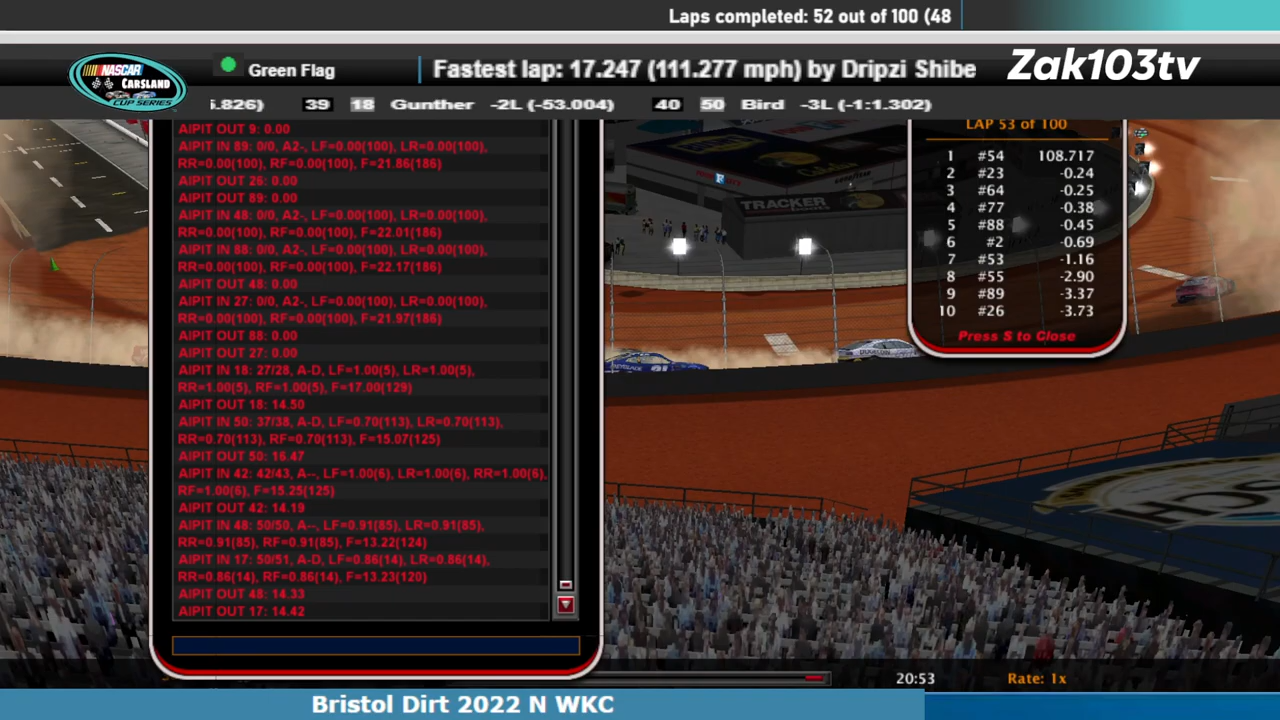 Laps completed: 52 out of 100 (48
NASCAR
CARSLAND
CUP SERIES
Green Flag
Fastest lap: 17.247 (111.277 mph) by Dripzi Shibe
Zak103tv
5.826) 39 18 Gunther -2L (-53.004) 40 50 Bird -3L (-1:1.302)
AIPIT OUT 9: 0.00
AIPIT IN 89: 0/0, A2-, LF=0.00(100), LR=0.00(100),
RR=0.00(100), RF=0.00(100), F=21.86(186)
AIPIT OUT 26: 0.00
AIPIT OUT 89: 0.00
AIPIT IN 48: 0/0, A2-, LF=0.00(100), LR=0.00(100),
RR=0.00(100), RF=0.00(100), F=22.01(186)
AIPIT IN 88: 0/0, A2-, LF=0.00(100), LR=0.00(100),
RR=0.00(100), RF=0.00(100), F=22.17(186)
AIPIT OUT 48: 0.00
AIPIT IN 27: 0/0, A2-, LF=0.00(100), LR=0.00(100),
RR=0.00(100), RF=0.00(100), F=21.97(186)
AIPIT OUT 88: 0.00
AIPIT OUT 27: 0.00
AIPIT IN 18: 27/28, A-D, LF=1.00(5), LR=1.00(5),
RR=1.00(5), RF=1.00(5), F=17.00(129)
AIPIT OUT 18: 14.50
AIPIT IN 50: 37/38, A-D, LF=0.70(113), LR=0.70(113),
RR=0.70(113), RF=0.70(113), F=15.07(125)
AIPIT OUT 50: 16.47
AIPIT IN 42: 42/43, A--, LF=1.00(6), LR=1.00(6), RR=1.00(6),
RF=1.00(6), F=15.25(125)
AIPIT OUT 42: 14.19
AIPIT IN 48: 50/50, A--, LF=0.91(85), LR=0.91(85),
RR=0.91(85), RF=0.91(85), F=13.22(124)
AIPIT IN 17: 50/51, A-D, LF=0.86(14), LR=0.86(14),
RR=0.86(14), RF=0.86(14), F=13.23(120)
AIPIT OUT 48: 14.33
AIPIT OUT 17: 14.42
TRACKER
LAP 53 of 100
1 #54 108.717
2 #23 -0.24
3 #64 -0.25
4 #77 -0.38
5 #88 -0.45
6 #2 -0.69
7 #53 -1.16
8 #55 -2.90
9 #89 -3.37
10 #26 -3.73
Press S to Close
20:53
Rate: 1x
Bristol Dirt 2022 N WKC